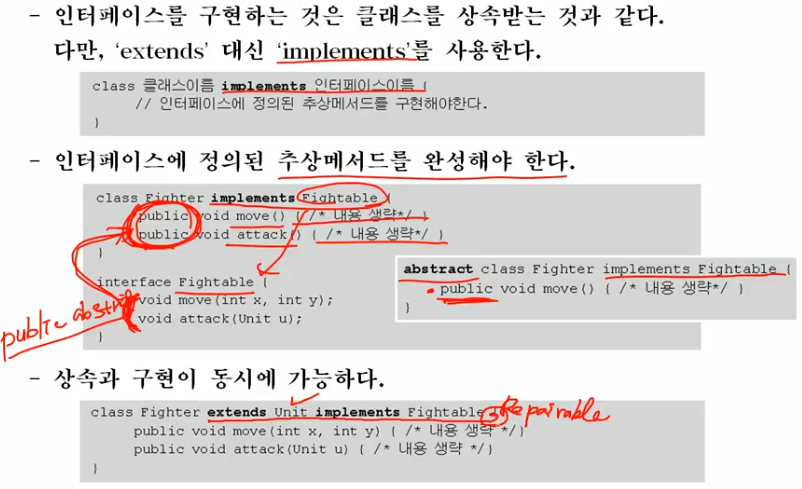 - 인터페이스를 구현하는 것은 클래스를 상속받는 것과 같다.
다만, ‘extends’ 대신 ‘implements’를 사용한다.
class 클래스이름 implements 인터페이스이름 {
// 인터페이스에 정의된 추상메서드를 구현해야한다.
}
- 인터페이스에 정의된 추상메서드를 완성해야 한다.
class Fighter implements Fightable {
public void move() { /* 내용 생략*/ }
public void attack() { /* 내용 생략*/ }
}
interface Fightable {
void move(int x, int y);
void attack(Unit u);
}
public abstract
abstract class Fighter implements Fightable {
public void move() { /* 내용 생략*/ }
}
- 상속과 구현이 동시에 가능하다.
class Fighter extends Unit implements Fightable , Repairable
public void move(int x, int y) { /* 내용 생략 */}
public void attack(Unit u) { /* 내용 생략 */}
}